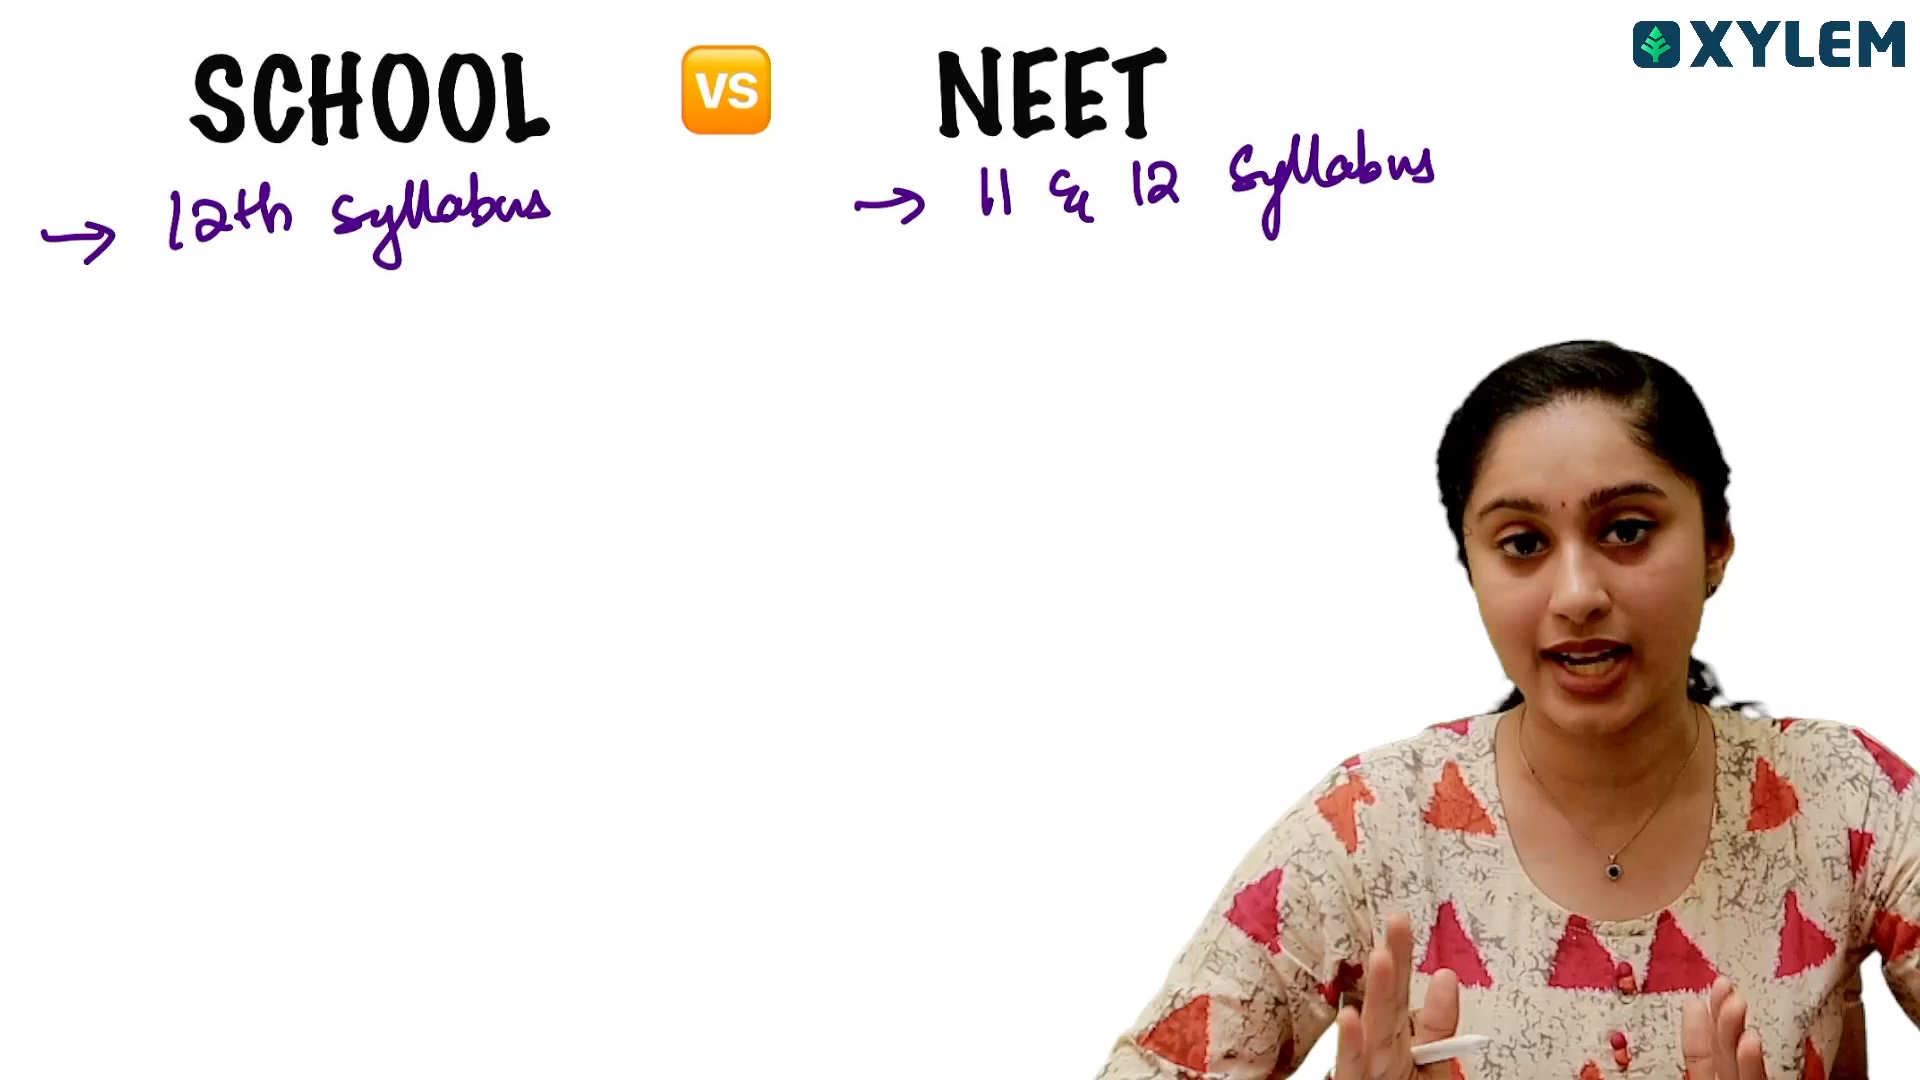 XYLEM
SCHOOL VS NEET
→ 12th syllabus
→ 11 & 12 syllabus